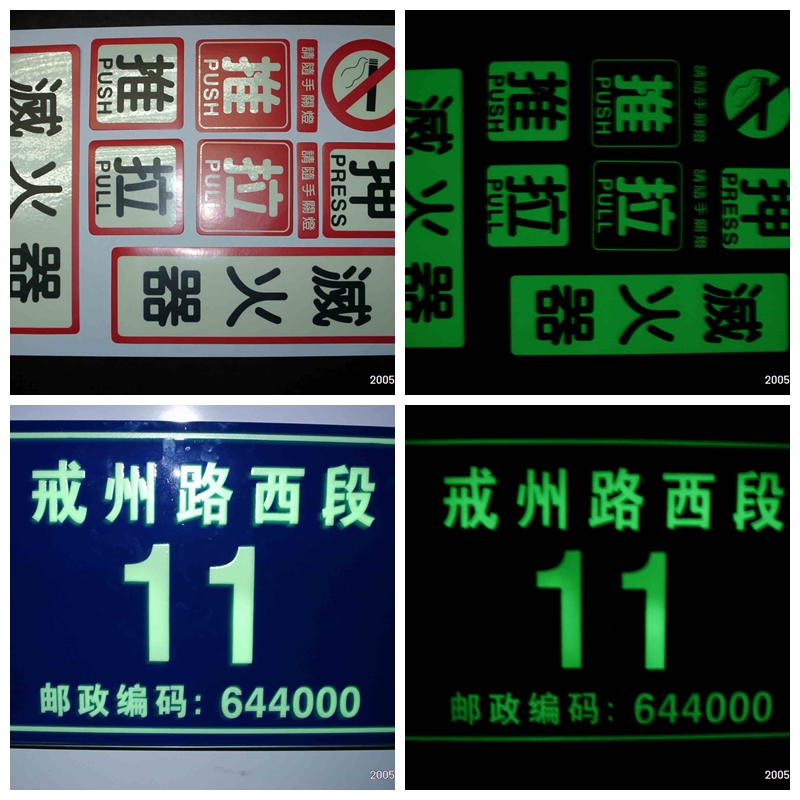 滅火器
推 PUSH
推 PUSH
請隨手關燈
拉 PULL
拉 PULL
請隨手關燈
押 PRESS
滅火器
2005
滅火器
推 PUSH
推 PUSH
請隨手關燈
拉 PULL
拉 PULL
請隨手關燈
押 PRESS
滅火器
2005
戒州路西段
11
邮政编码: 644000
2005
戒州路西段
11
邮政编码: 644000
2005